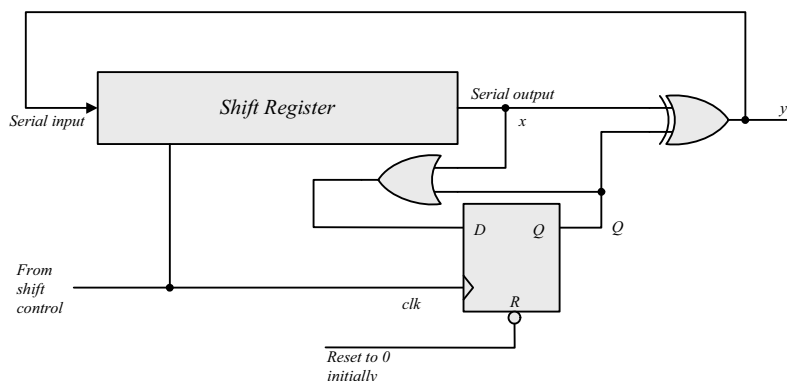 Shift Register
Serial output
Serial input
x
y
D
Q
Q
From
shift
control
clk
R
Reset to 0
initially